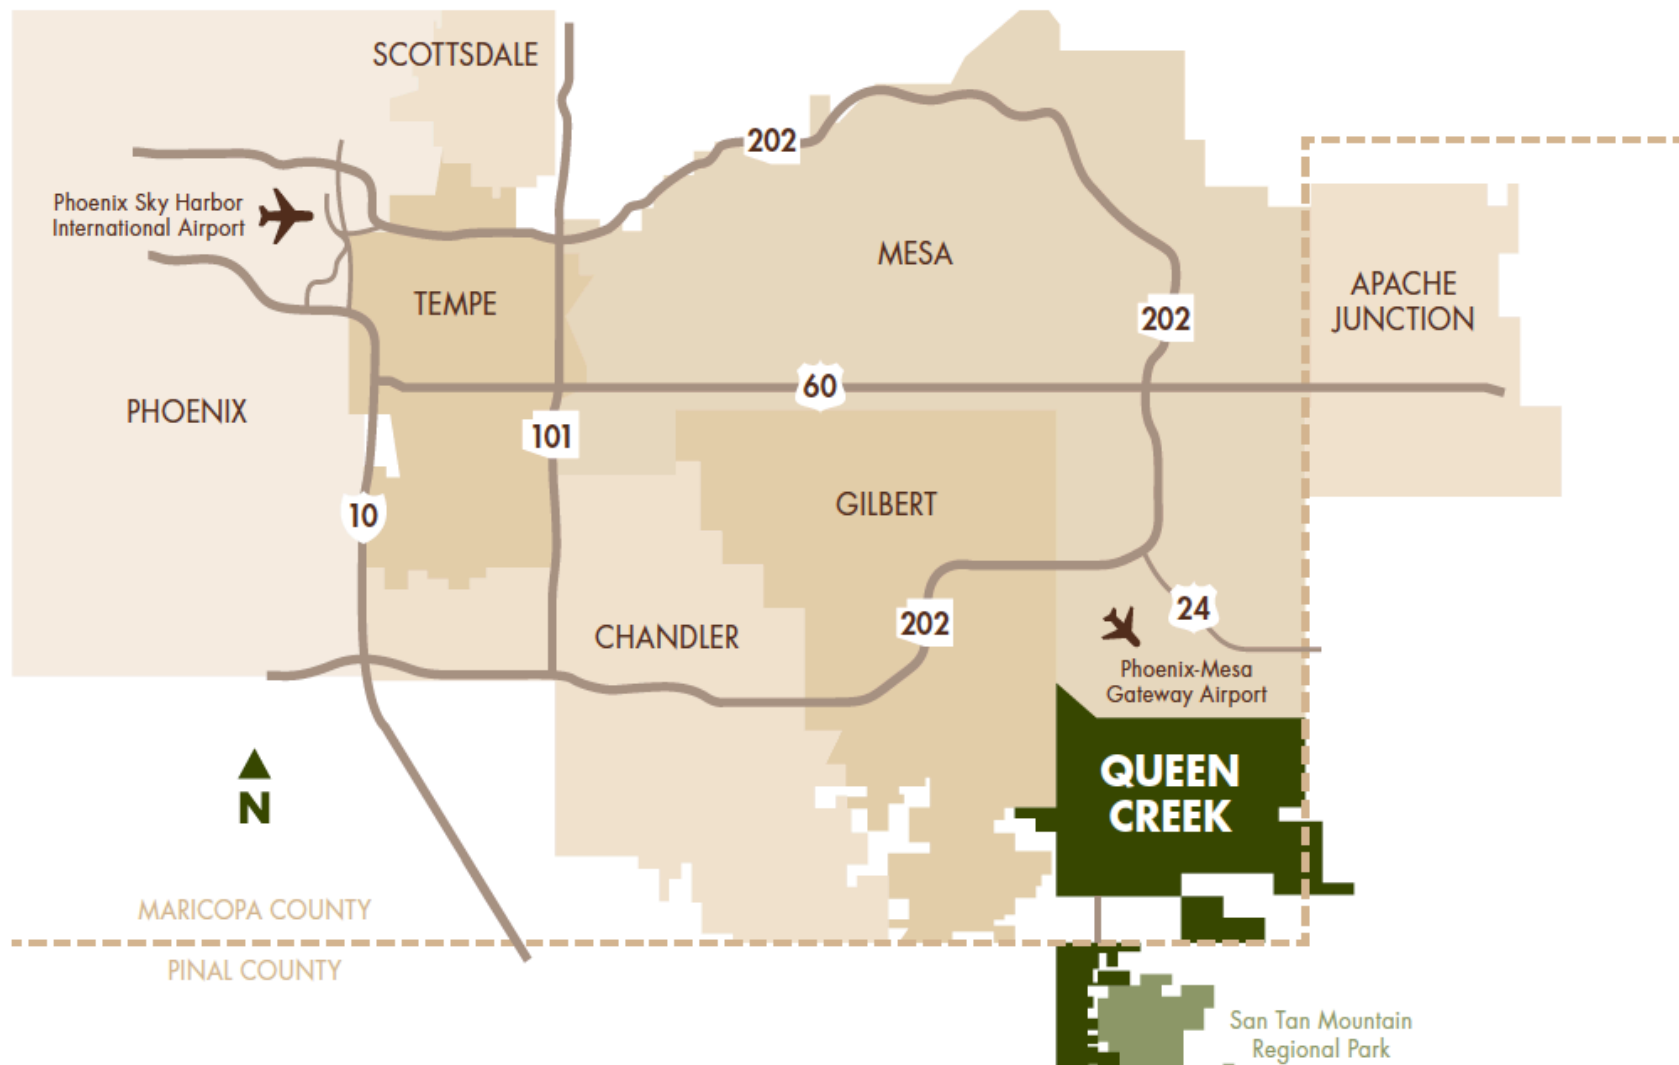 SCOTTSDALE
202
Phoenix Sky Harbor
International Airport
MESA
TEMPE
APACHE
JUNCTION
202
60
PHOENIX
101
GILBERT
10
24
202
CHANDLER
Phoenix-Mesa
Gateway Airport
QUEEN
CREEK
N
MARICOPA COUNTY
PINAL COUNTY
San Tan Mountain
Regional Park